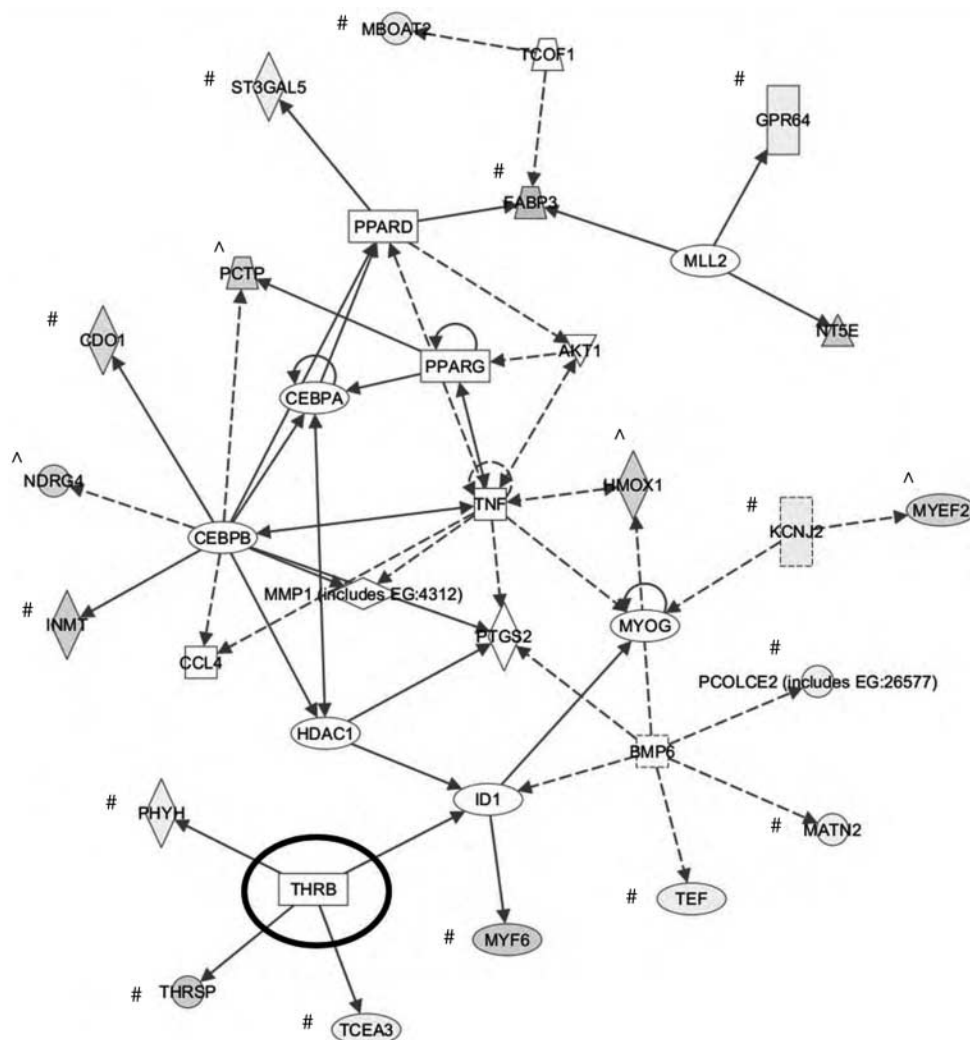 # MBOAT2
TCOF1
# ST3GAL5
# GPR64
# FABP3
PPARD
MLL2
^ PCTP
# CDO1
NT5E
PPARG
AKT1
CEBPA
^ NDRG4
^ HMOX1
TNF
# KCNJ2
^ MYEF2
CEBPB
MMP1 (includes EG:4312)
# INMT
PTGS2
MYOG
CCL4
# PCOLCE2 (includes EG:26577)
HDAC1
BMP6
# PHYH
ID1
# MATN2
THRB
# TEF
# MYF6
# THRSP
# TCEA3